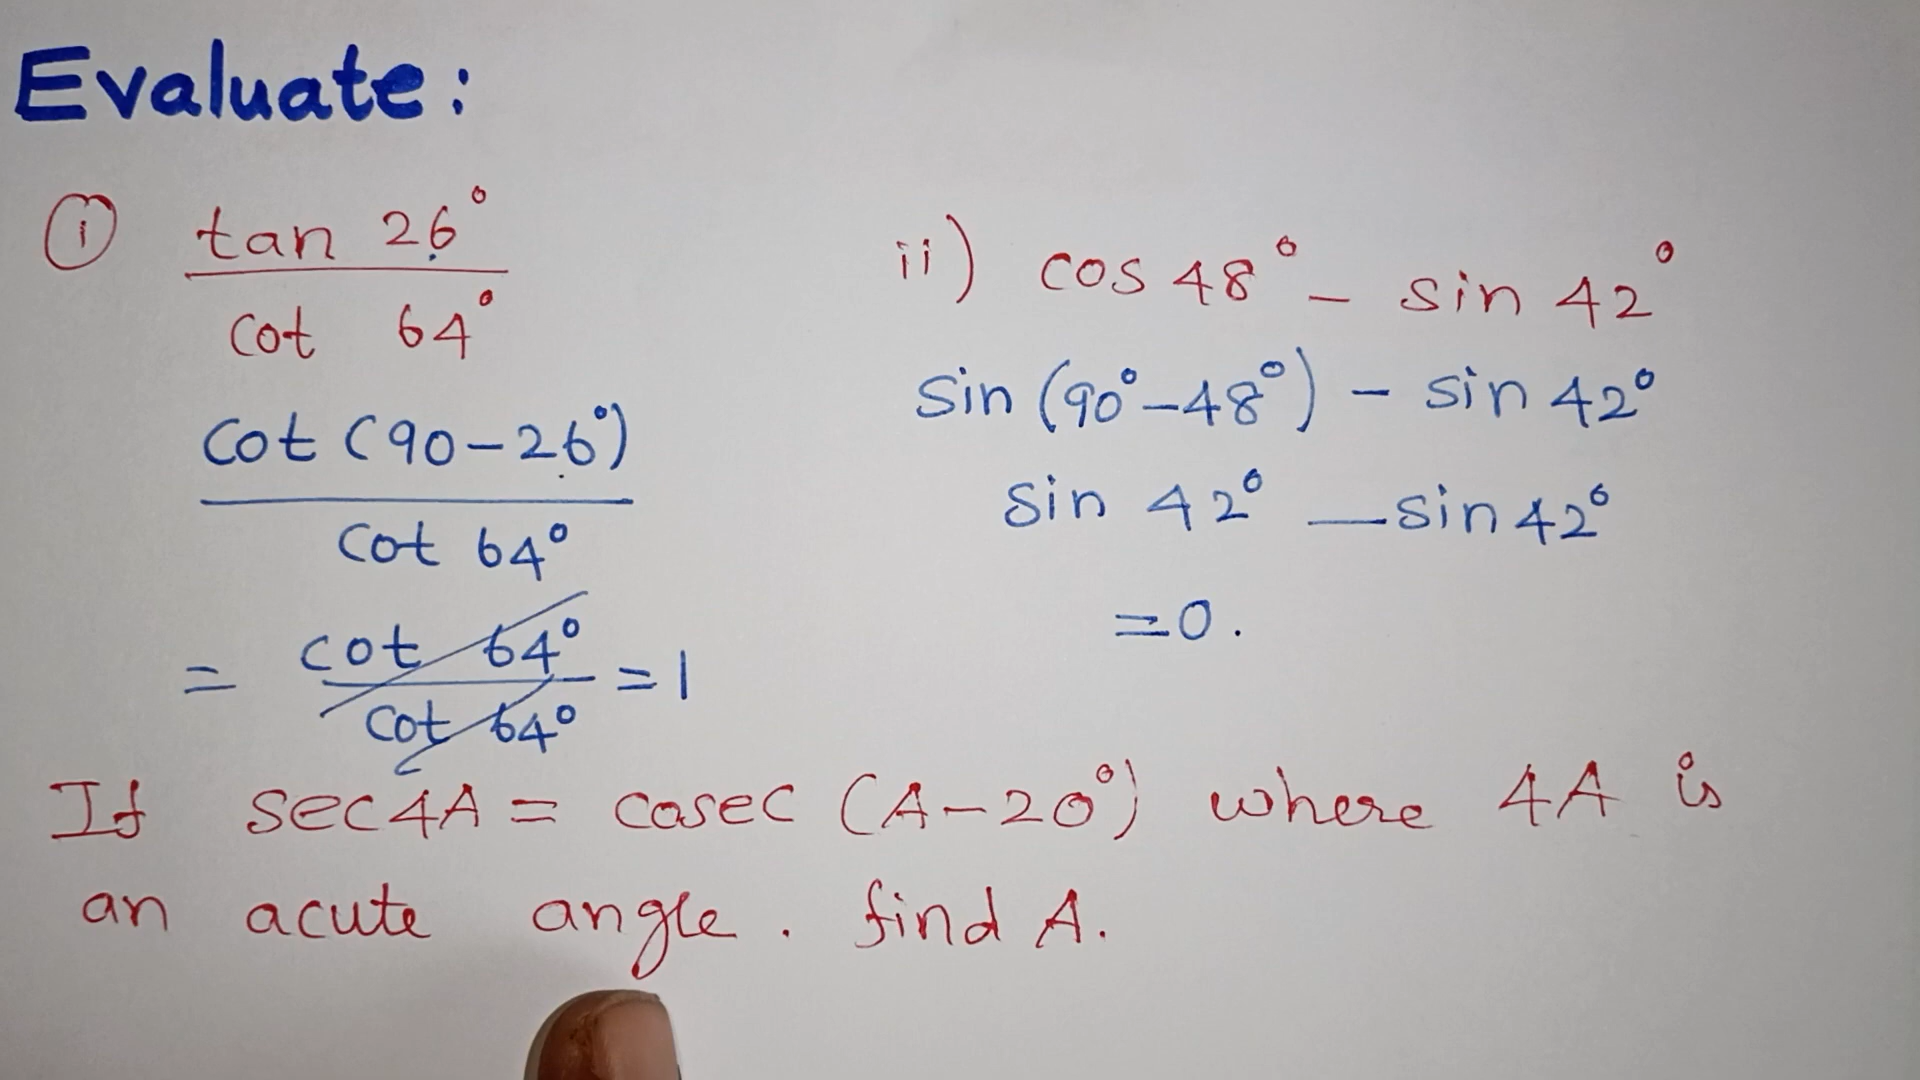 Evaluate:
① tan 26°
cot 64°
cot (90-26°)
cot 64°
= cot 64° = 1
cot 64°
ii) cos 48° - sin 42°
sin (90°-48°) - sin 42°
sin 42° - sin 42°
=0.
If sec4A = cosec (A-20°) where 4A is
an acute angle. find A.